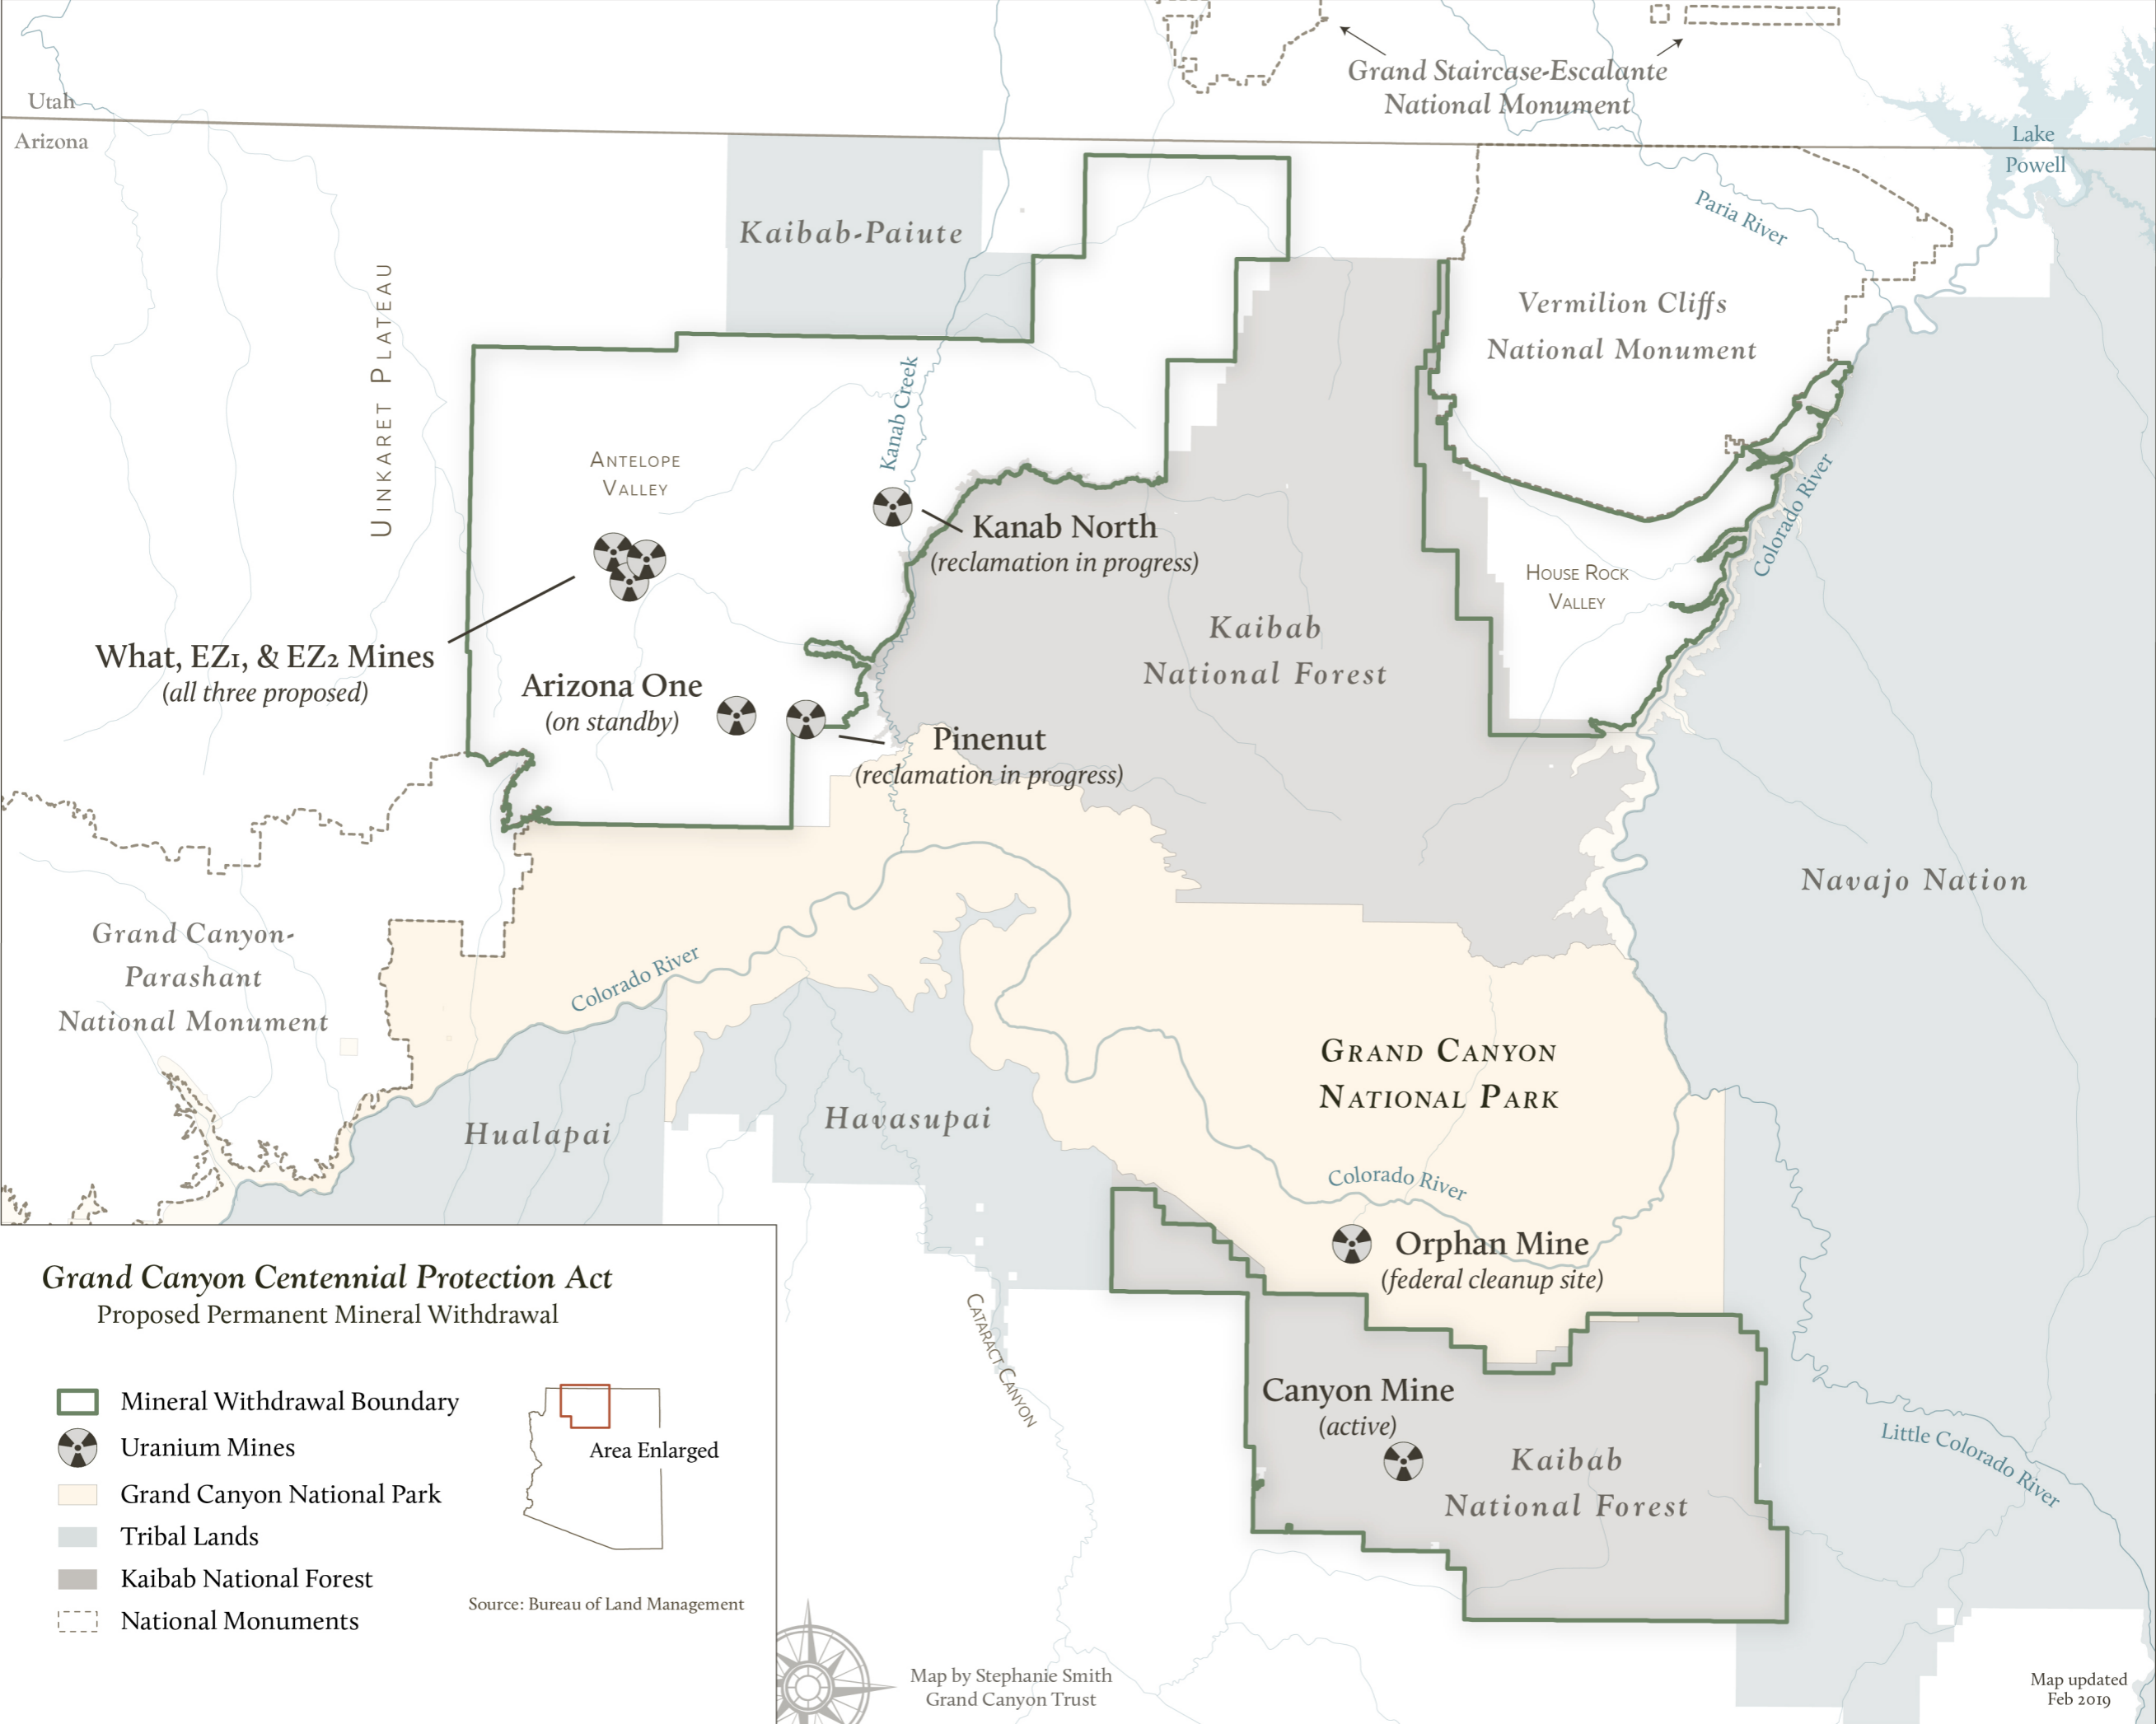 Grand Staircase-Escalante
National Monument
Utah
Arizona
Lake
Powell
Paria River
Kaibab-Paiute
Vermilion Cliffs
National Monument
UINKARET PLATEAU
Kanab Creek
ANTELOPE
VALLEY
Kanab North
(reclamation in progress)
Colorado River
HOUSE ROCK
VALLEY
Kaibab
National Forest
What, EZ1, & EZ2 Mines
(all three proposed)
Arizona One
(on standby)
Pinenut
(reclamation in progress)
Navajo Nation
Grand Canyon-
Parashant
National Monument
Colorado River
GRAND CANYON
NATIONAL PARK
Hualapai
Havasupai
Colorado River
Orphan Mine
(federal cleanup site)
CATARACT CANYON
Canyon Mine
(active)
Kaibab
National Forest
Little Colorado River
Grand Canyon Centennial Protection Act
Proposed Permanent Mineral Withdrawal
Mineral Withdrawal Boundary
Uranium Mines
Grand Canyon National Park
Tribal Lands
Kaibab National Forest
National Monuments
Area Enlarged
Source: Bureau of Land Management
Map by Stephanie Smith
Grand Canyon Trust
Map updated
Feb 2019